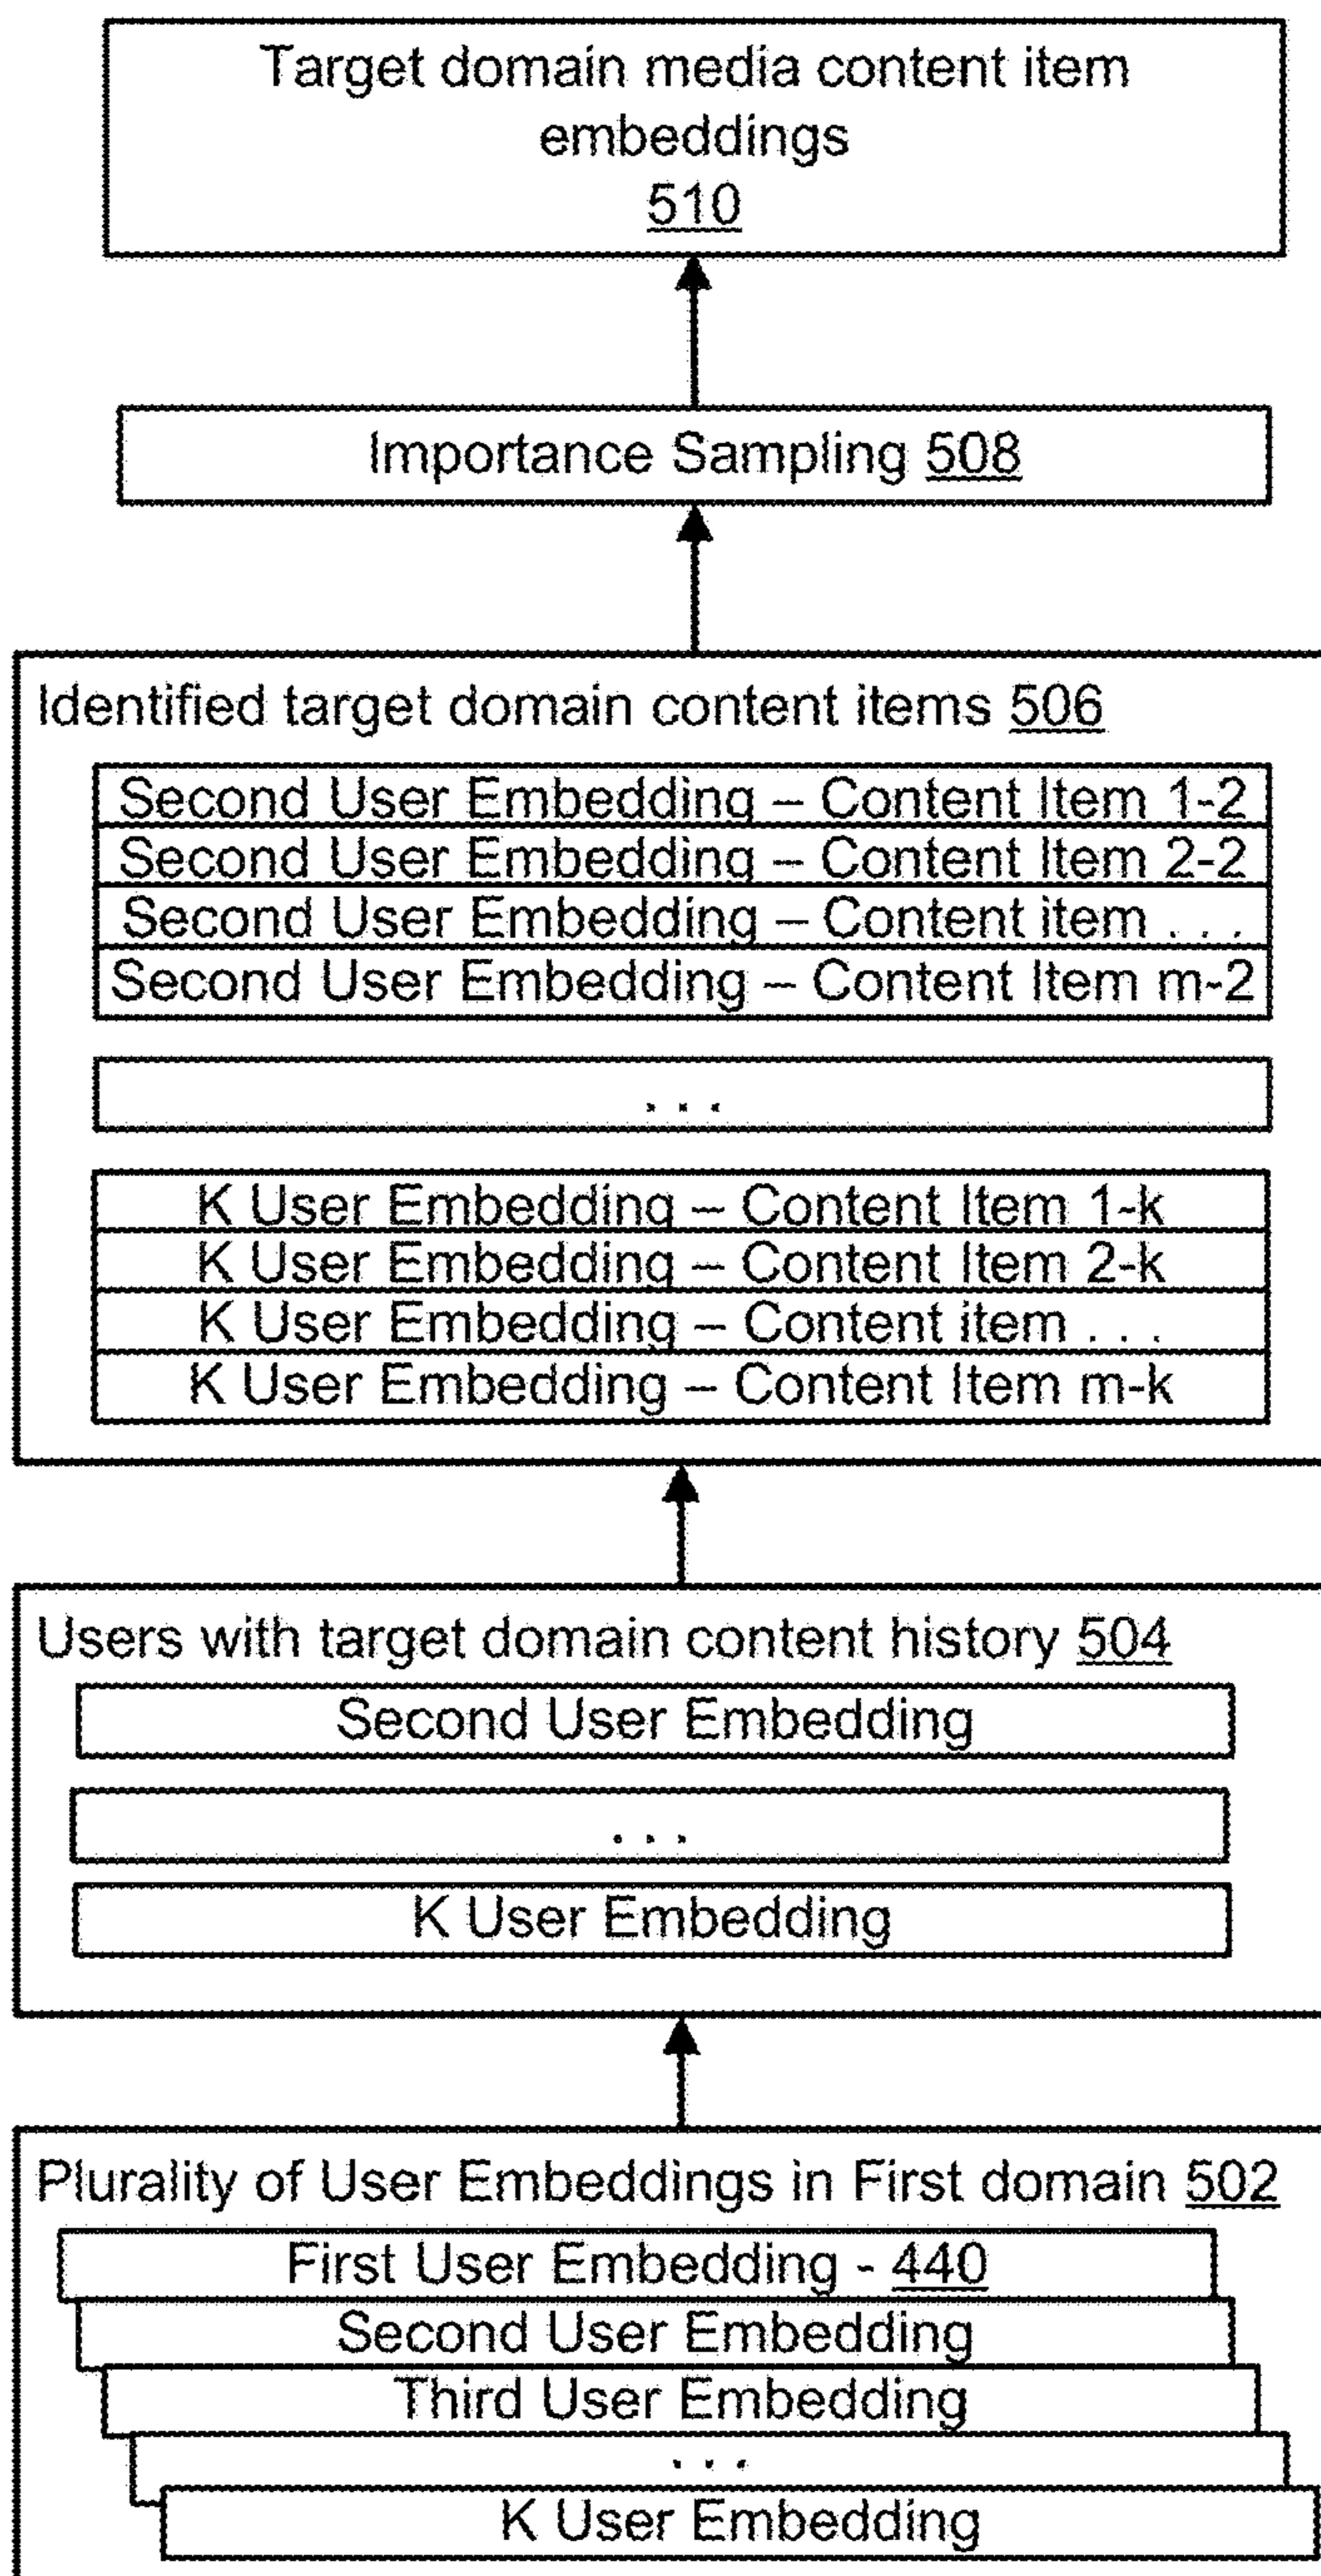 Target domain media content item
embeddings
510
Importance Sampling 508
Identified target domain content items 506
Second User Embedding – Content Item 1-2
Second User Embedding – Content Item 2-2
Second User Embedding – Content item . . .
Second User Embedding – Content Item m-2
. . .
K User Embedding – Content Item 1-k
K User Embedding – Content Item 2-k
K User Embedding – Content item . . .
K User Embedding – Content Item m-k
Users with target domain content history 504
Second User Embedding
. . .
K User Embedding
Plurality of User Embeddings in First domain 502
First User Embedding - 440
Second User Embedding
Third User Embedding
. . .
K User Embedding